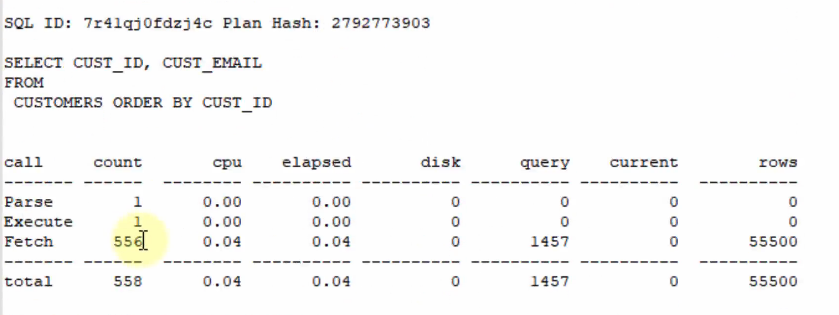 SQL ID: 7r41qj0fdzj4c Plan Hash: 2792773903
SELECT CUST_ID, CUST_EMAIL
FROM
CUSTOMERS ORDER BY CUST_ID
call count cpu elapsed disk query current rows
------- ------ -------- ---------- ---------- ---------- ---------- ----------
Parse 1 0.00 0.00 0 0 0 0
Execute 1 0.00 0.00 0 0 0 0
Fetch 556 0.04 0.04 0 1457 0 55500
------- ------ -------- ---------- ---------- ---------- ---------- ----------
total 558 0.04 0.04 0 1457 0 55500